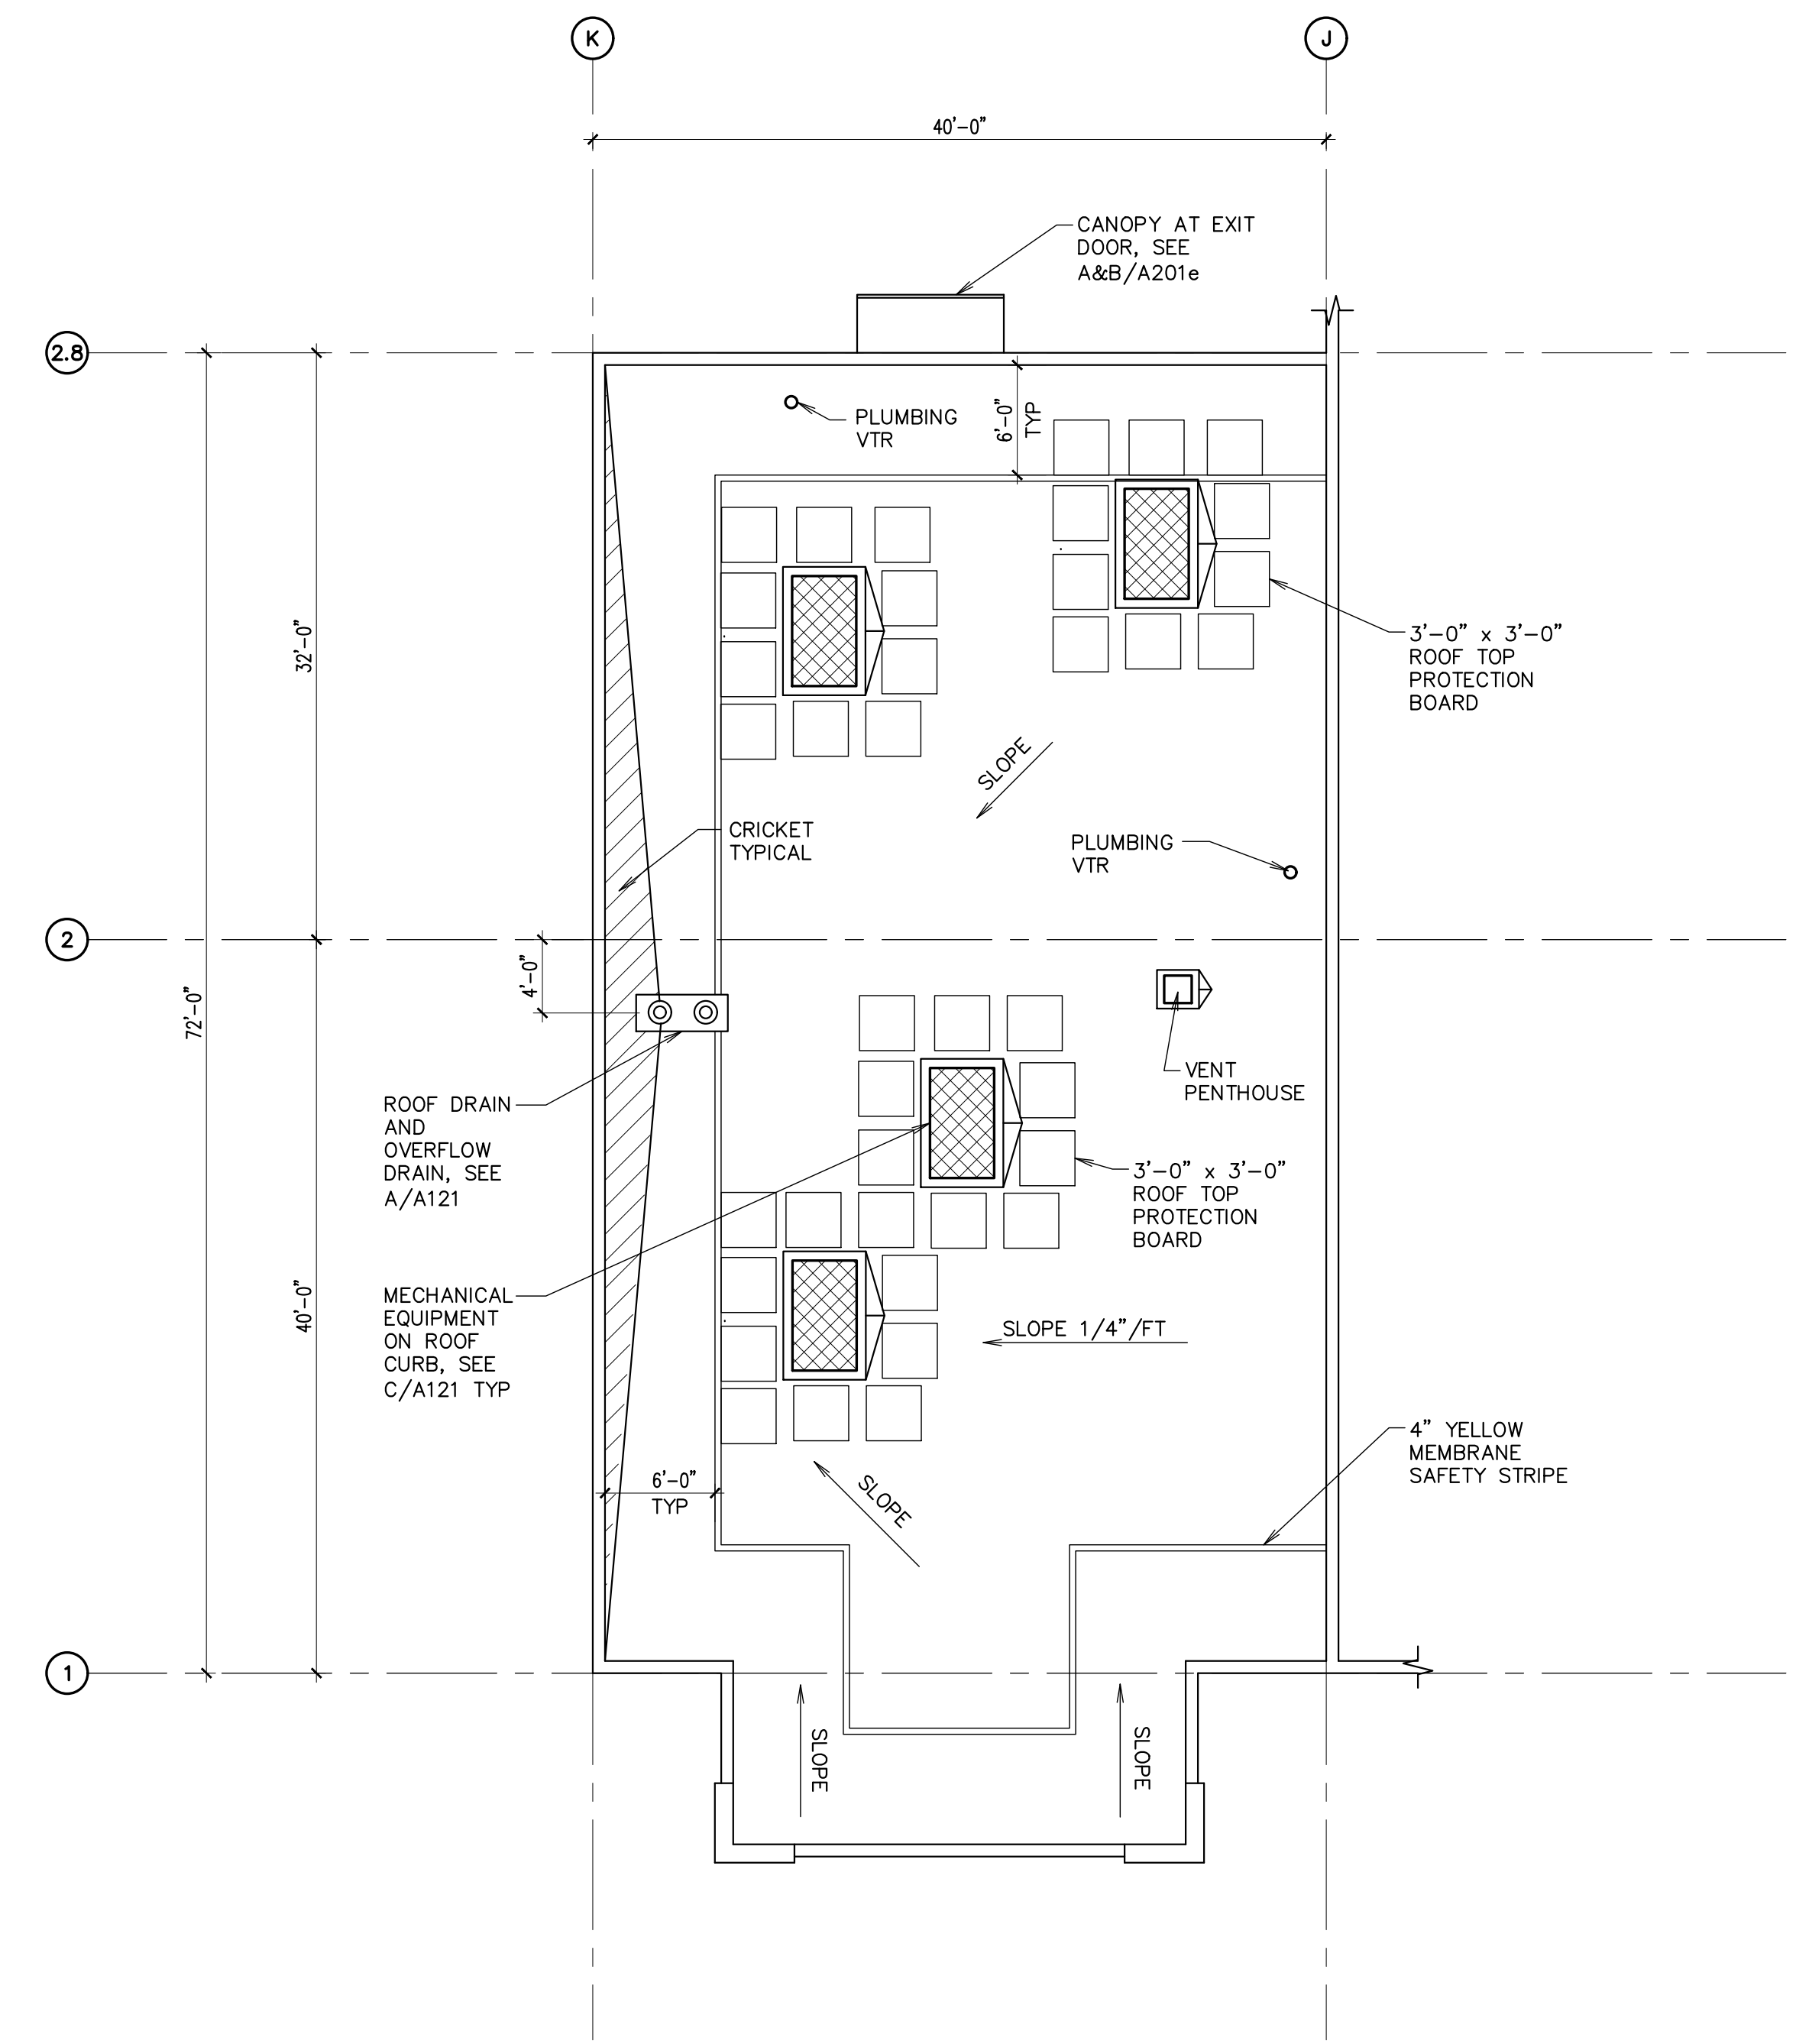 K
J
40'-0"
CANOPY AT EXIT
DOOR, SEE
A&B/A201e
2.8
PLUMBING
VTR
6'-0"
TYP
32'-0"
3'-0" x 3'-0"
ROOF TOP
PROTECTION
BOARD
SLOPE
CRICKET
TYPICAL
PLUMBING
VTR
2
4'-0"
72'-0"
VENT
PENTHOUSE
ROOF DRAIN
AND
OVERFLOW
DRAIN, SEE
A/A121
3'-0" x 3'-0"
ROOF TOP
PROTECTION
BOARD
MECHANICAL
EQUIPMENT
ON ROOF
CURB, SEE
C/A121 TYP
40'-0"
SLOPE 1/4"/FT
4" YELLOW
MEMBRANE
SAFETY STRIPE
6'-0"
TYP
SLOPE
1
SLOPE
SLOPE